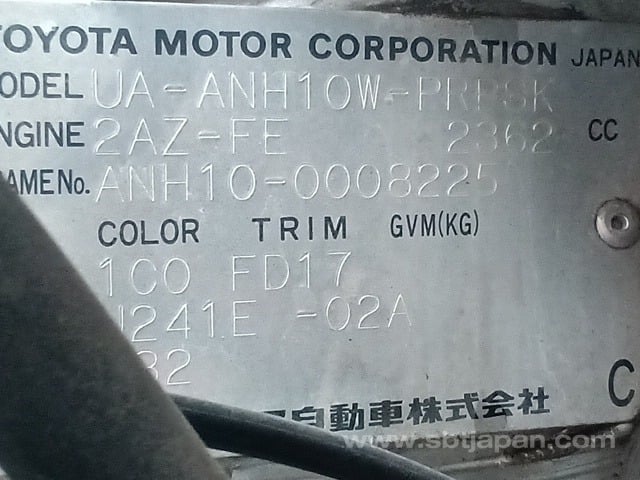 TOYOTA MOTOR CORPORATION JAPAN
MODEL UA-ANH10W-PRPSK
ENGINE 2AZ-FE 2362 CC
FRAME No. ANH10-0008225
COLOR TRIM GVM(KG)
1C0 FD17
U241E -02A
自動車株式会社 C
www.sbtjapan.com